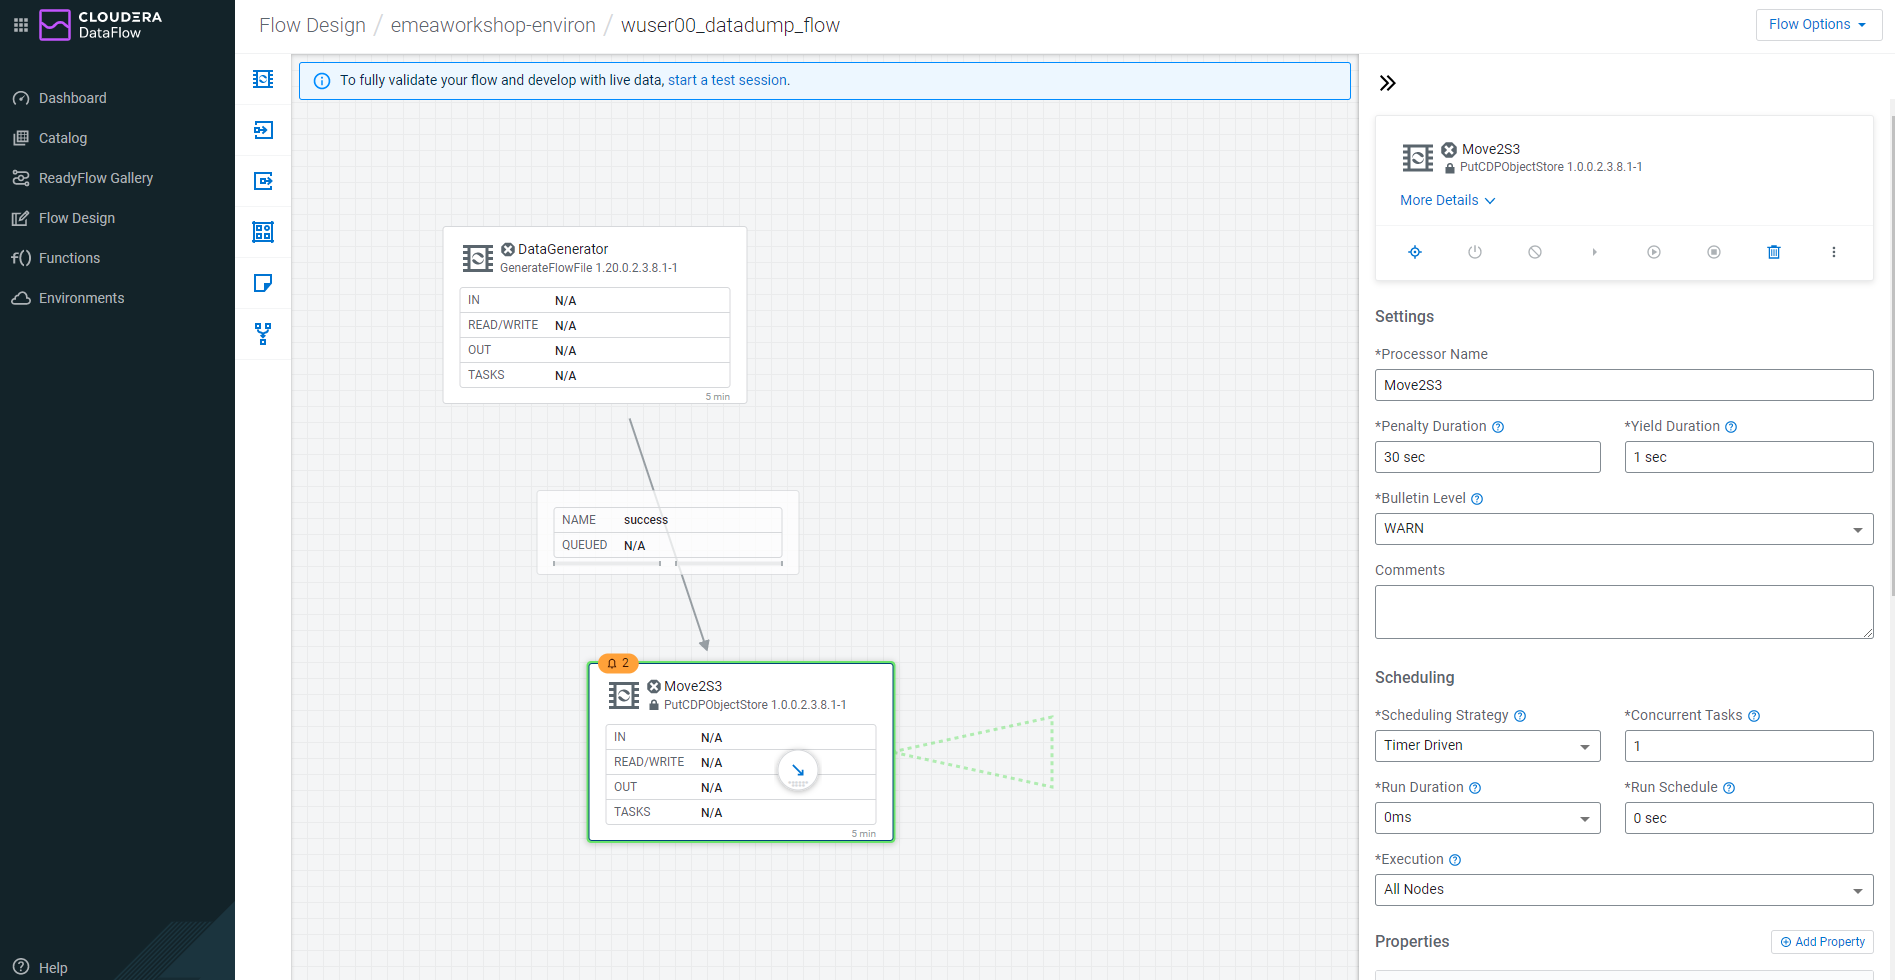 CLOUDERA
DataFlow
Dashboard
Catalog
ReadyFlow Gallery
Flow Design
Functions
Environments
Help
Flow Design / emeaworkshop-environ / wuser00_datadump_flow
Flow Options
To fully validate your flow and develop with live data, start a test session.
DataGenerator
GenerateFlowFile 1.20.0.2.3.8.1-1
IN N/A
READ/WRITE N/A
OUT N/A
TASKS N/A
5 min
NAME success
QUEUED N/A
2
Move2S3
PutCDPObjectStore 1.0.0.2.3.8.1-1
IN N/A
READ/WRITE N/A
OUT N/A
TASKS N/A
5 min
Move2S3
PutCDPObjectStore 1.0.0.2.3.8.1-1
More Details
Settings
*Processor Name
Move2S3
*Penalty Duration *Yield Duration
30 sec 1 sec
*Bulletin Level
WARN
Comments
Scheduling
*Scheduling Strategy *Concurrent Tasks
Timer Driven 1
*Run Duration *Run Schedule
0ms 0 sec
*Execution
All Nodes
Properties Add Property